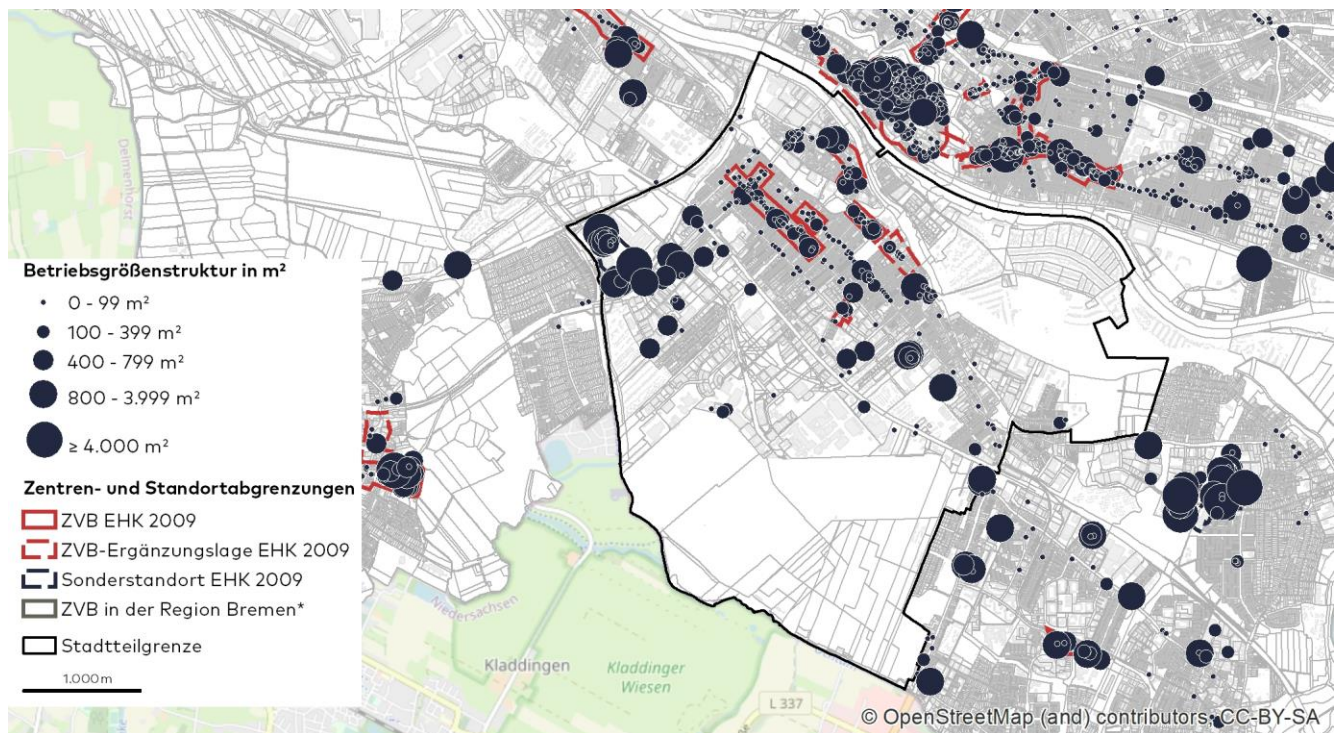 Delmenhorst
Betriebsgrößenstruktur in m²
0 - 99 m²
100 - 399 m²
400 - 799 m²
800 - 3.999 m²
≥ 4.000 m²
Zentren- und Standortabgrenzungen
ZVB EHK 2009
ZVB-Ergänzungslage EHK 2009
Sonderstandort EHK 2009
ZVB in der Region Bremen*
Stadtteilgrenze
1.000m
Niedersachsen
Kladdingen
Kladdinger
Wiesen
L 337
© OpenStreetMap (and) contributors, CC-BY-SA